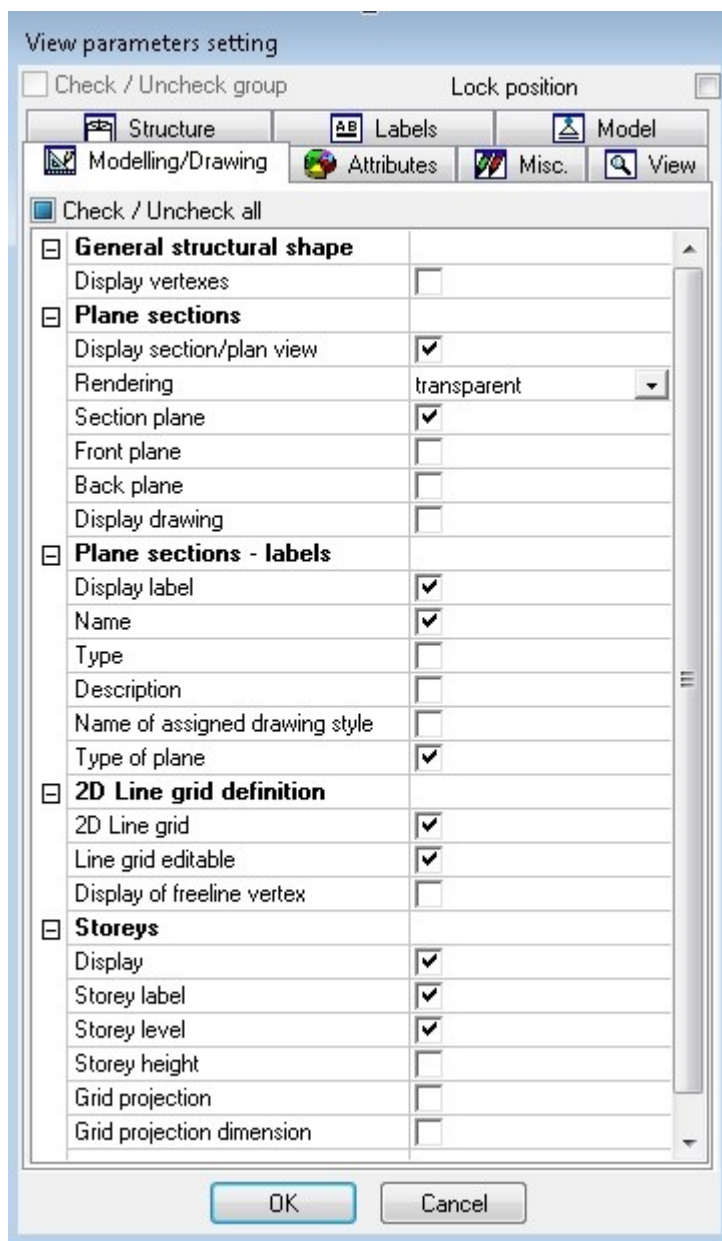 View parameters setting
Check / Uncheck group Lock position
Structure Labels Model
Modelling/Drawing Attributes Misc. View
Check / Uncheck all
General structural shape
Display vertexes
Plane sections
Display section/plan view
Rendering transparent
Section plane
Front plane
Back plane
Display drawing
Plane sections - labels
Display label
Name
Type
Description
Name of assigned drawing style
Type of plane
2D Line grid definition
2D Line grid
Line grid editable
Display of freeline vertex
Storeys
Display
Storey label
Storey level
Storey height
Grid projection
Grid projection dimension
OK Cancel